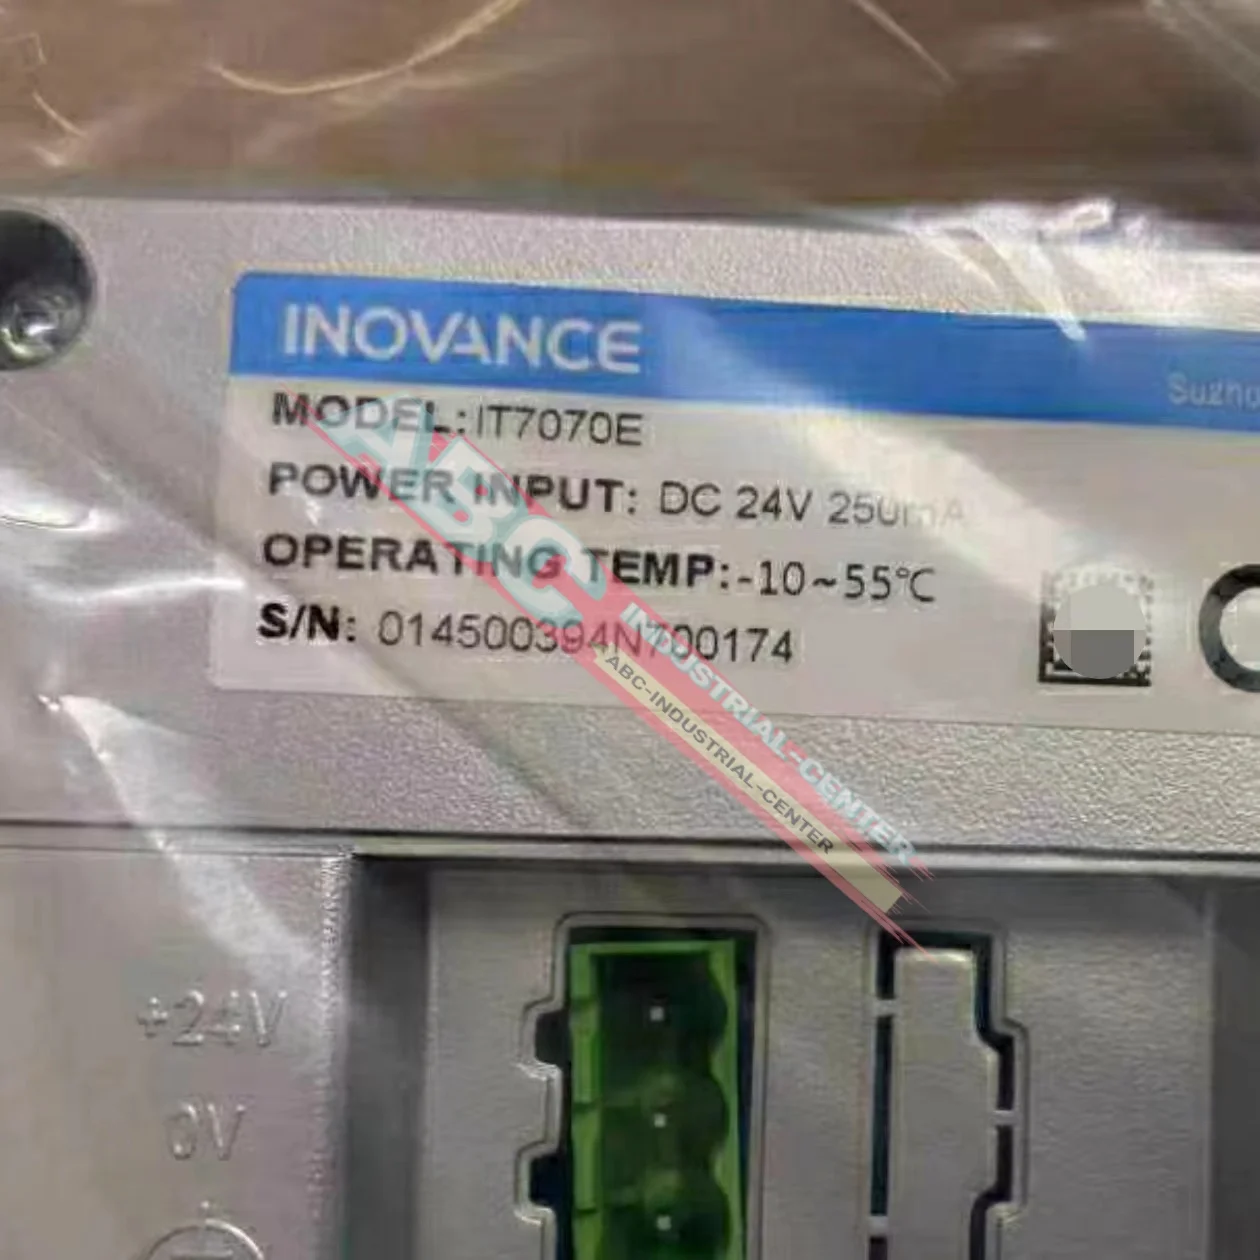 INOVANCE
Suzho
MODEL: IT7070E
POWER INPUT: DC 24V 250mA
OPERATING TEMP:-10~55℃
S/N: 014500394N700174
ABC
INDUSTRIAL-CENTER
ABC-INDUSTRIAL-CENTER
+24V
0V